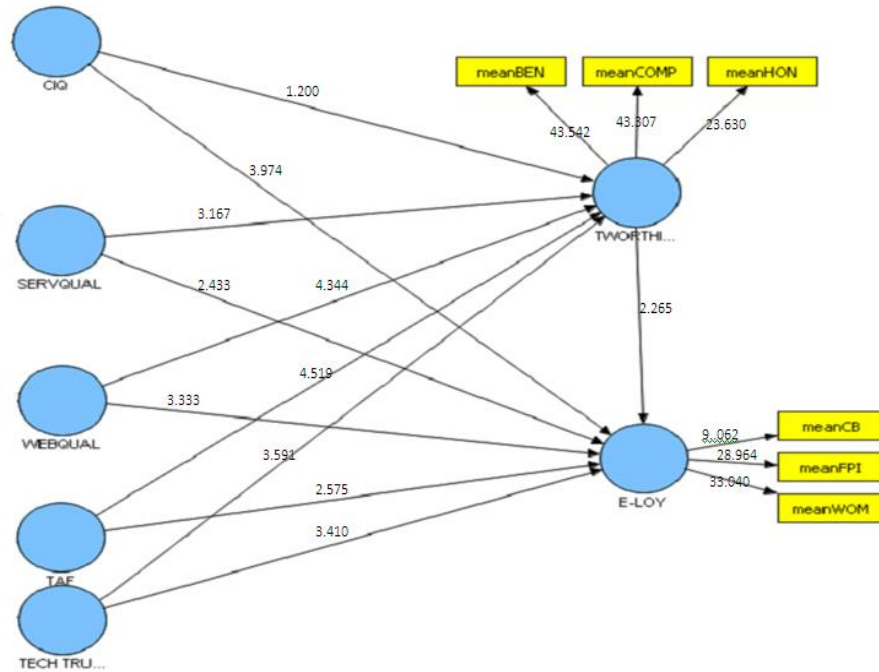 CIQ
1.200
meanBEN
meanCOMP
meanHON
43.542
43.307
23.630
3.974
TWORTHI...
SERVQUAL
3.167
2.433
4.344
2.265
WEBQUAL
3.333
4.519
3.591
E-LOY
9.062
28.964
33.040
meanCB
meanFPI
meanWOM
TAF
2.575
3.410
TECH TRU...